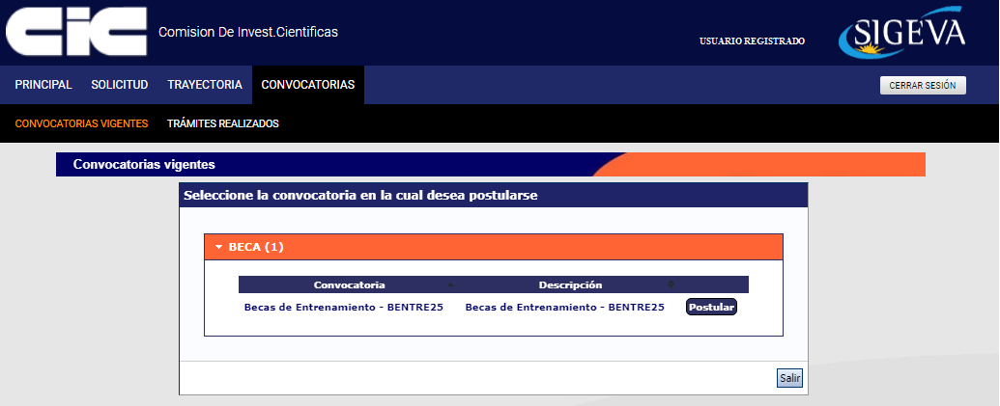 CIC
Comision De Invest.Cientificas
USUARIO REGISTRADO
SIGEVA
PRINCIPAL SOLICITUD TRAYECTORIA CONVOCATORIAS
CERRAR SESIÓN
CONVOCATORIAS VIGENTES TRÁMITES REALIZADOS
Convocatorias vigentes
Seleccione la convocatoria en la cual desea postularse
BECA (1)
Convocatoria Descripción
Becas de Entrenamiento - BENTRE25 Becas de Entrenamiento - BENTRE25 Postular
Salir